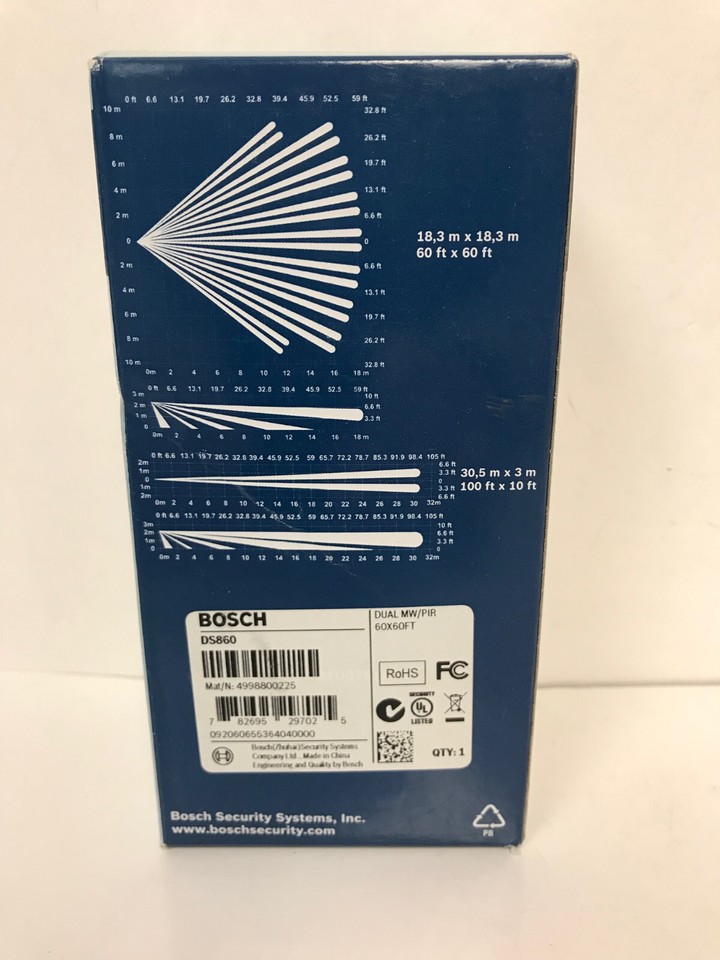 0 ft 6.6 13.1 19.7 26.2 32.8 39.4 45.9 52.5 59 ft
10 m 32.8 ft
8 m 26.2 ft
6 m 19.7 ft
4 m 13.1 ft
2 m 6.6 ft
0 0
2 m 6.6 ft
4 m 13.1 ft
6 m 19.7 ft
8 m 26.2 ft
10 m 32.8 ft
0m 2 4 6 8 10 12 14 16 18 m
18,3 m x 18,3 m
60 ft x 60 ft
0 ft 6.6 13.1 19.7 26.2 32.8 39.4 45.9 52.5 59 ft
3 m 10 ft
2 m 6.6 ft
1 m 3.3 ft
0
0m 2 4 6 8 10 12 14 16 18 m
0 ft 6.6 13.1 19.7 26.2 32.8 39.4 45.9 52.5 59 65.7 72.2 78.7 85.3 91.9 98.4 105 ft
2m 6.6 ft
1m 3.3 ft
0 0
1m 3.3 ft
2m 6.6 ft
0m 2 4 6 8 10 12 14 16 18 20 22 24 26 28 30 32m
30,5 m x 3 m
100 ft x 10 ft
0 ft 6.6 13.1 19.7 26.2 32.8 39.4 45.9 52.5 59 65.7 72.2 78.7 85.3 91.9 98.4 105 ft
3m 10 ft
2m 6.6 ft
1m 3.3 ft
0 0
0m 2 4 6 8 10 12 14 16 18 20 22 24 26 28 30 32m
BOSCH
DS860
DUAL MW/PIR
60X60FT
Mat/N: 4998800225
7 82695 29702 5
092060655364040000
Bosch(Zhuhai)Security Systems
Company Ltd., Made in China
Engineering and Quality by Bosch
RoHS FC
SECURITY
UL
LISTED
QTY: 1
Bosch Security Systems, Inc.
www.boschsecurity.com